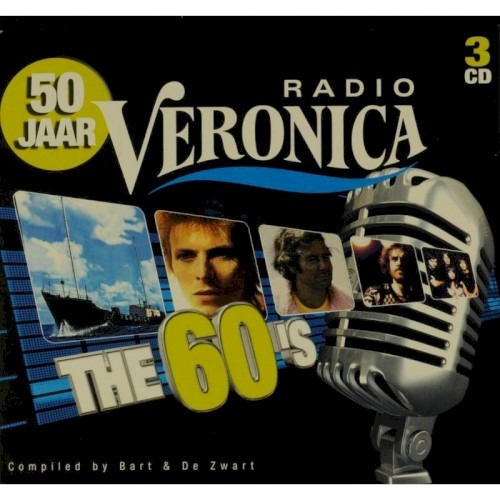 50
JAAR
RADIO
VERONICA
3
CD
THE 60'S
Compiled by Bart & De Zwart